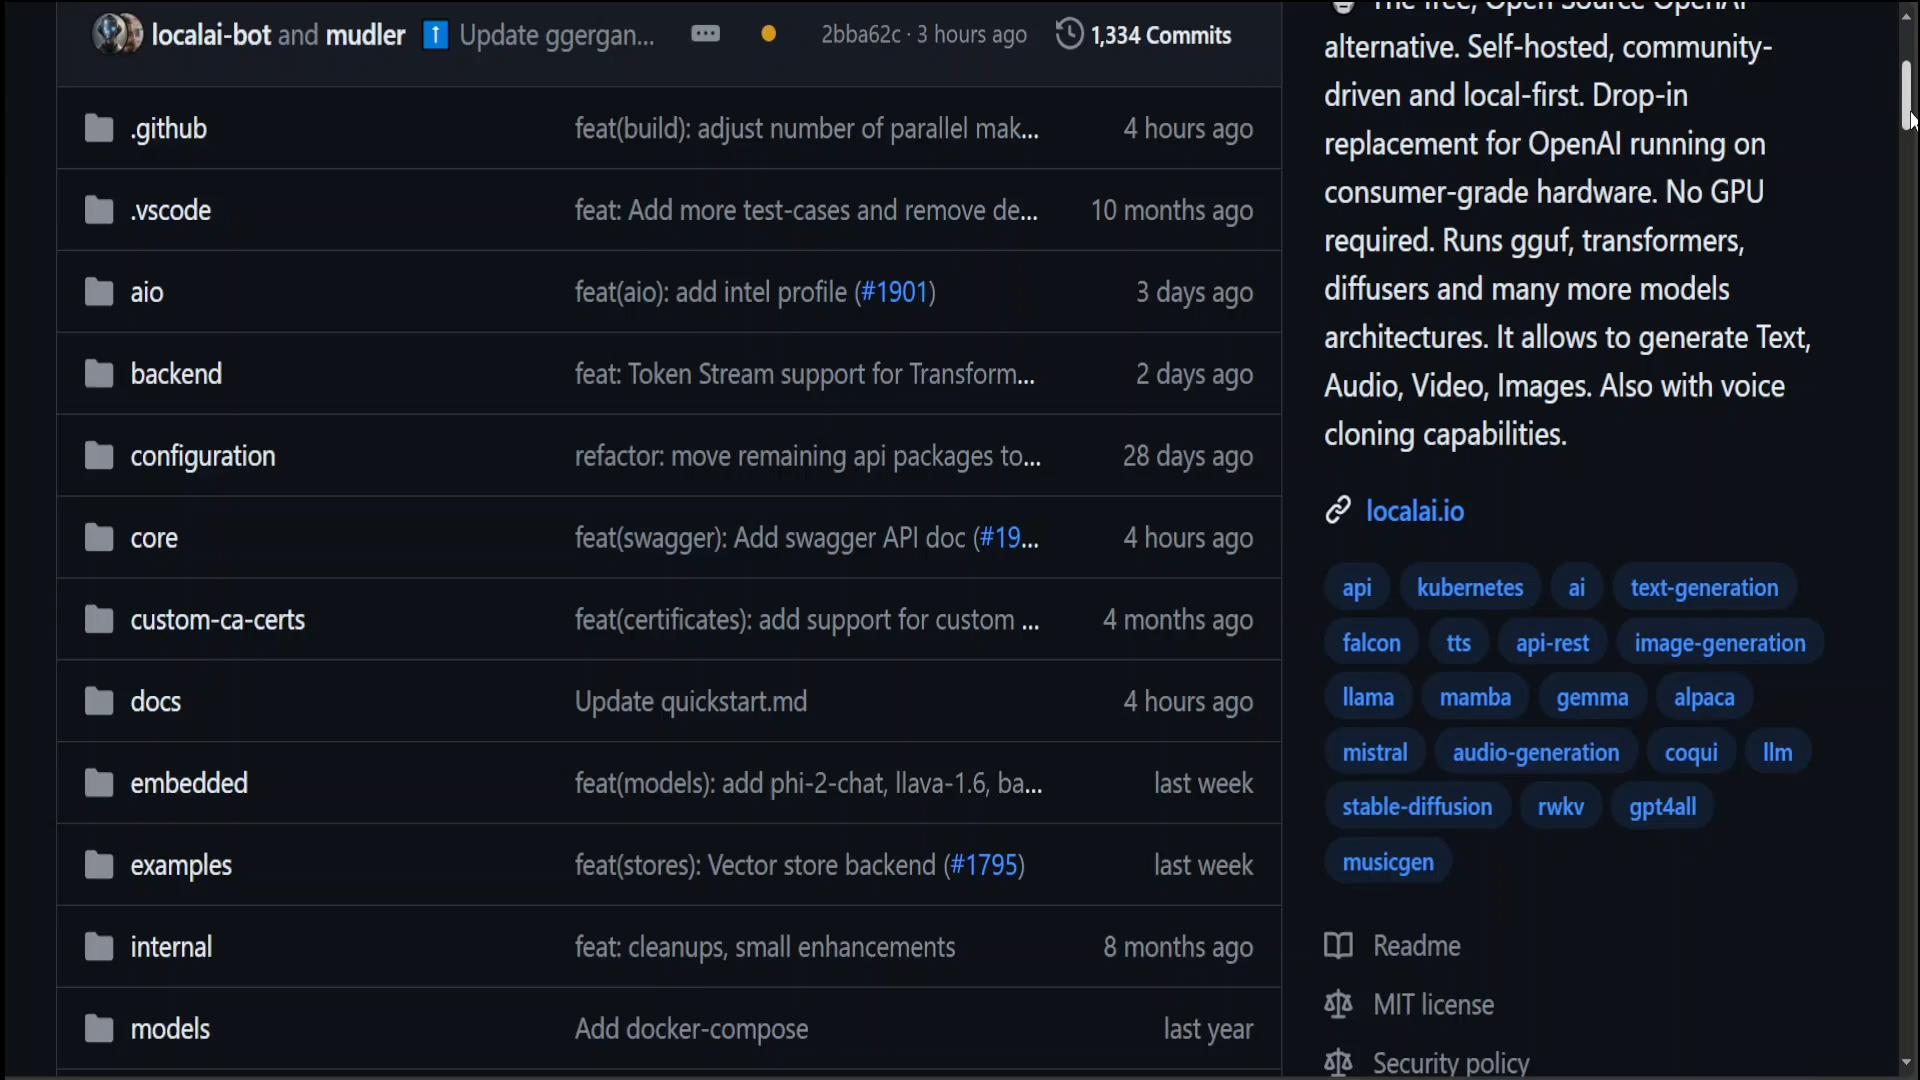 localai-bot and mudler Update ggergan... 2bba62c · 3 hours ago 1,334 Commits
.github feat(build): adjust number of parallel mak... 4 hours ago
.vscode feat: Add more test-cases and remove de... 10 months ago
aio feat(aio): add intel profile (#1901) 3 days ago
backend feat: Token Stream support for Transform... 2 days ago
configuration refactor: move remaining api packages to... 28 days ago
core feat(swagger): Add swagger API doc (#19... 4 hours ago
custom-ca-certs feat(certificates): add support for custom ... 4 months ago
docs Update quickstart.md 4 hours ago
embedded feat(models): add phi-2-chat, llava-1.6, ba... last week
examples feat(stores): Vector store backend (#1795) last week
internal feat: cleanups, small enhancements 8 months ago
models Add docker-compose last year
The free, Open Source OpenAI
alternative. Self-hosted, community-
driven and local-first. Drop-in
replacement for OpenAI running on
consumer-grade hardware. No GPU
required. Runs gguf, transformers,
diffusers and many more models
architectures. It allows to generate Text,
Audio, Video, Images. Also with voice
cloning capabilities.
localai.io
api kubernetes ai text-generation
falcon tts api-rest image-generation
llama mamba gemma alpaca
mistral audio-generation coqui llm
stable-diffusion rwkv gpt4all
musicgen
Readme
MIT license
Security policy